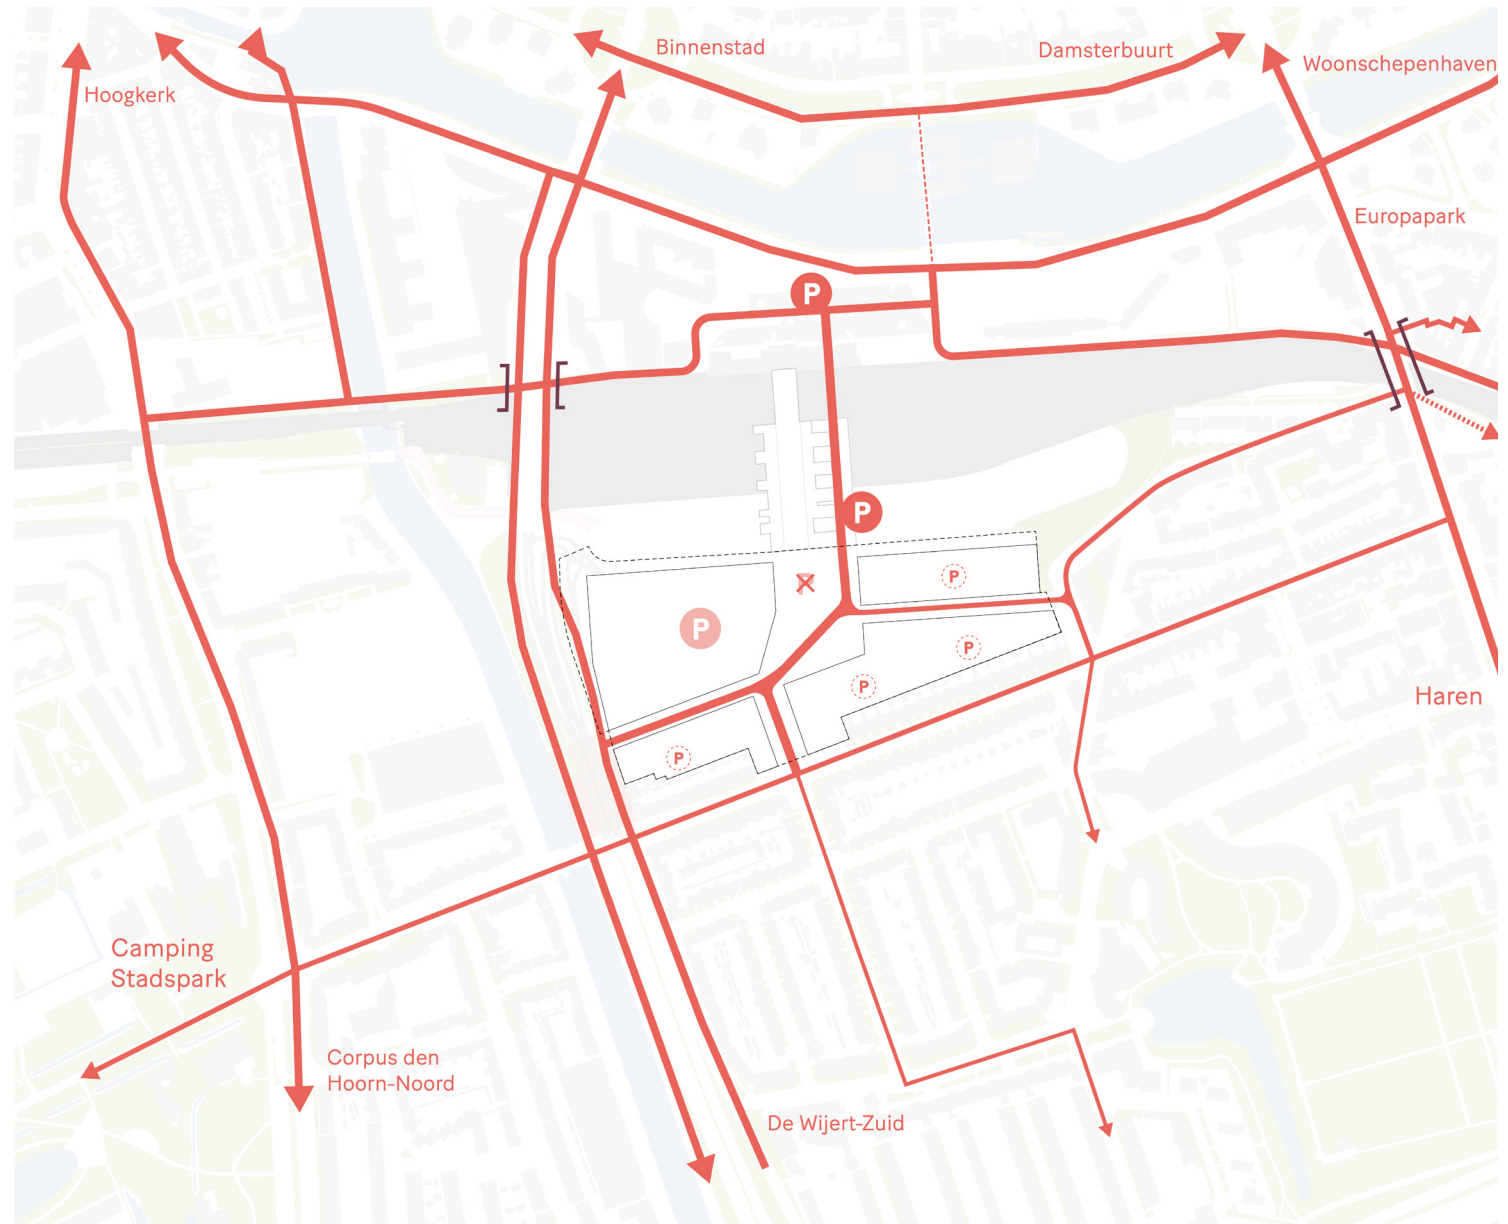 Binnenstad
Damsterbuurt
Woonschepenhaven
Hoogkerk
Europapark
P
P
P
P
P
P
P
P
Haren
Camping
Stadspark
Corpus den
Hoorn-Noord
De Wijert-Zuid